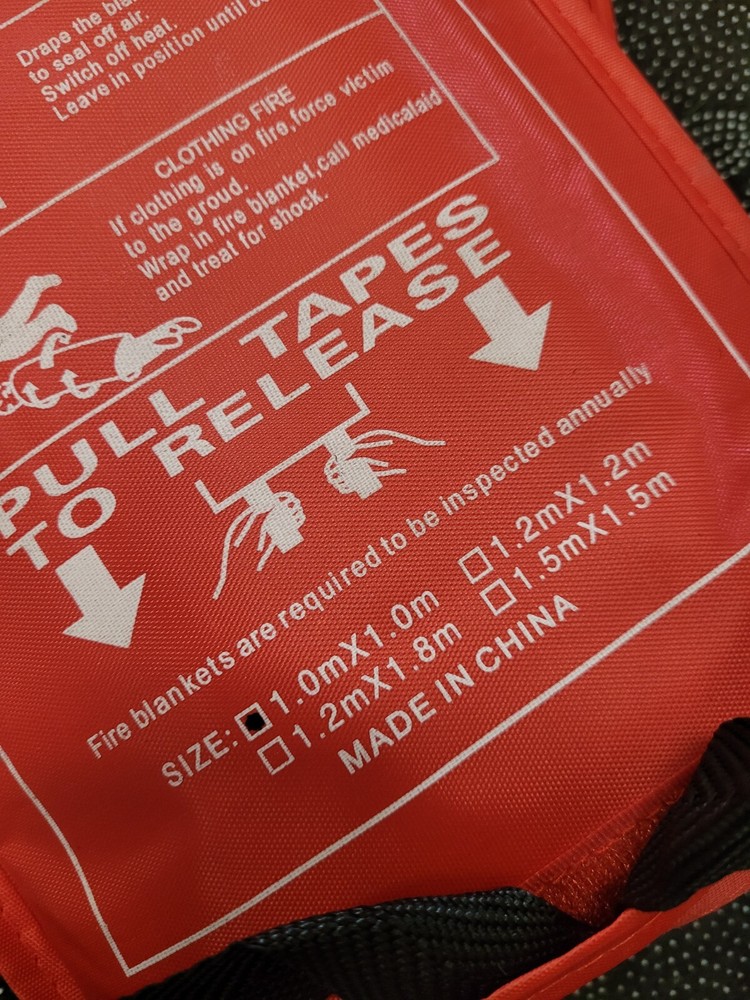 Drape the
to seal off air.
Switch off heat.
Leave in position until
CLOTHING FIRE
If clothing is on fire,force victim
to the groud.
Wrap in fire blanket,call medicalaid
and treat for shock.
PULL TAPES
TO RELEASE
Fire blankets are required to be inspected annually
SIZE: 1.0mX1.0m 1.2mX1.2m
1.2mX1.8m 1.5mX1.5m
MADE IN CHINA